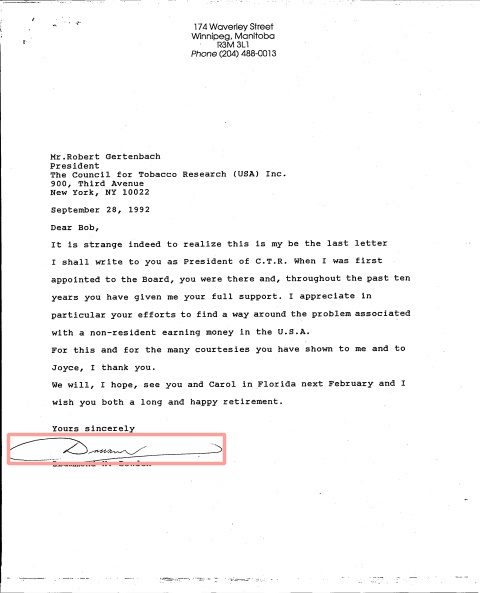 174 Waverley Street
Winnipeg, Manitoba
R3M 3L1
Phone (204) 488-0013
Mr.Robert Gertenbach
President
The Council for Tobacco Research (USA) Inc.
900, Third Avenue
New York, NY 10022
September 28, 1992
Dear Bob,
It is strange indeed to realize this is my be the last letter
I shall write to you as President of C.T.R. When I was first
appointed to the Board, you were there and, throughout the past ten
years you have given me your full support. I appreciate in
particular your efforts to find a way around the problem associated
with a non-resident earning money in the U.S.A.
For this and for the many courtesies you have shown to me and to
Joyce, I thank you.
We will, I hope, see you and Carol in Florida next February and I
wish you both a long and happy retirement.
Yours sincerely